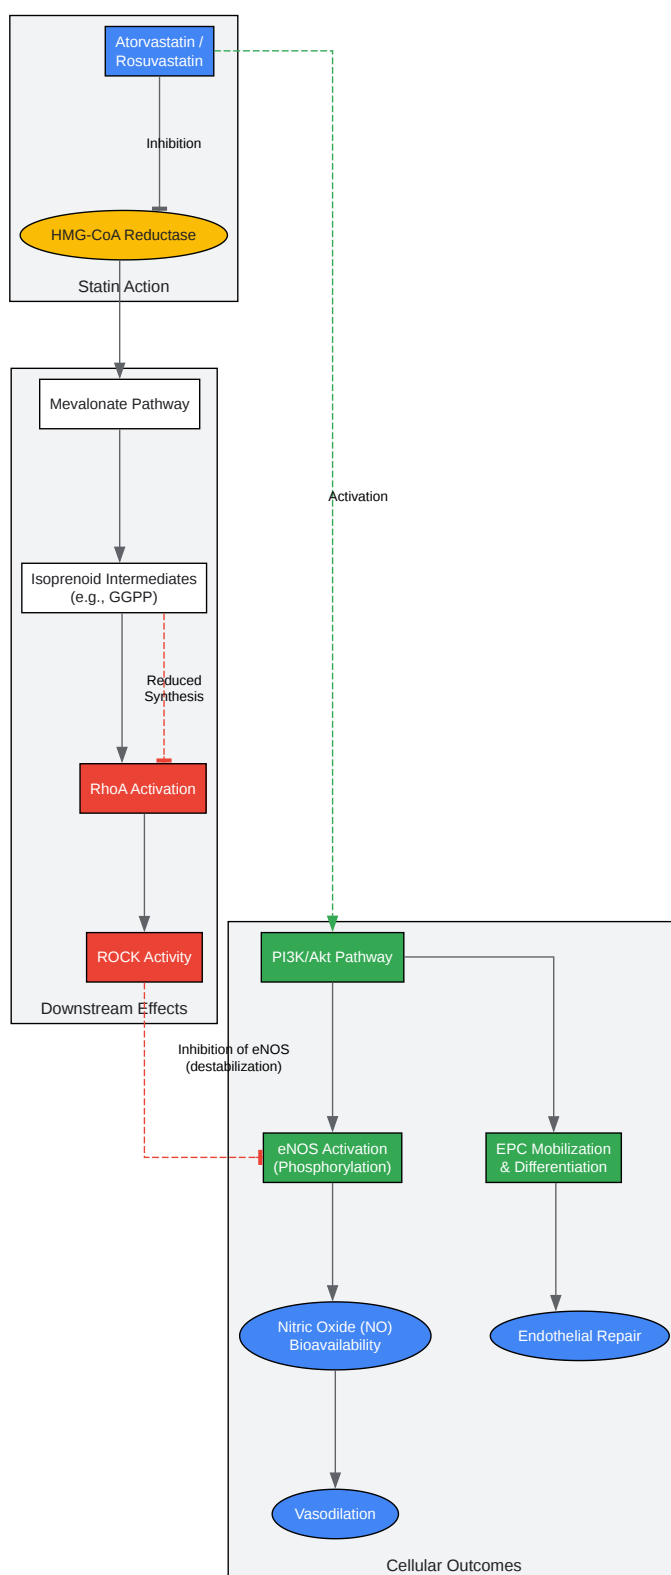 Atorvastatin /
Rosuvastatin
Inhibition
HMG-CoA Reductase
Statin Action
Mevalonate Pathway
Activation
Isoprenoid Intermediates
(e.g., GGPP)
Reduced
Synthesis
RhoA Activation
ROCK Activity
PI3K/Akt Pathway
Downstream Effects
Inhibition of eNOS
(destabilization)
eNOS Activation
(Phosphorylation)
EPC Mobilization
& Differentiation
Nitric Oxide (NO)
Bioavailability
Endothelial Repair
Vasodilation
Cellular Outcomes